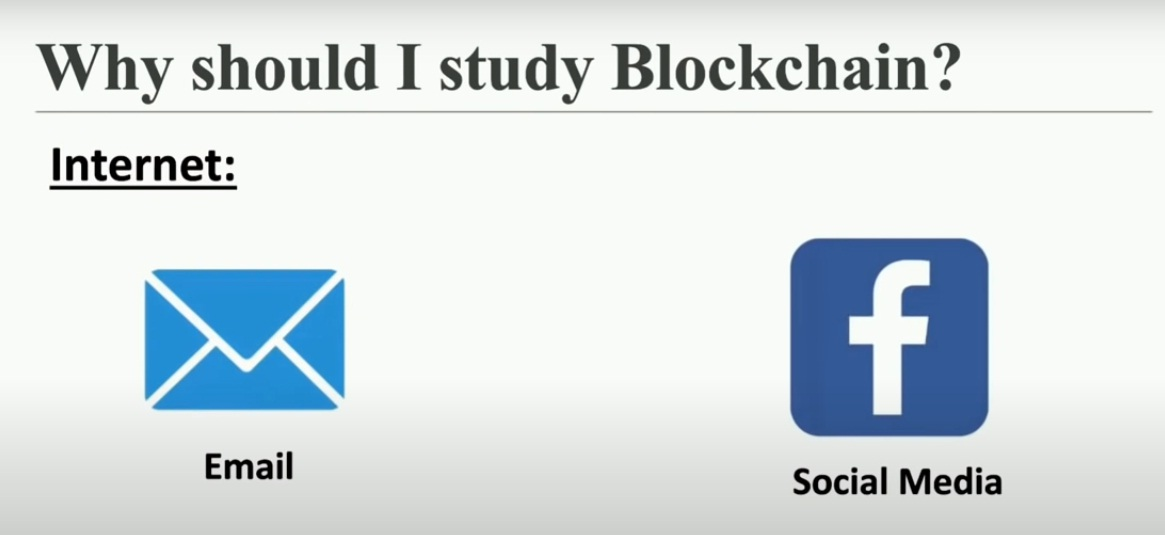 Why should I study Blockchain?
Internet:
Email
Social Media